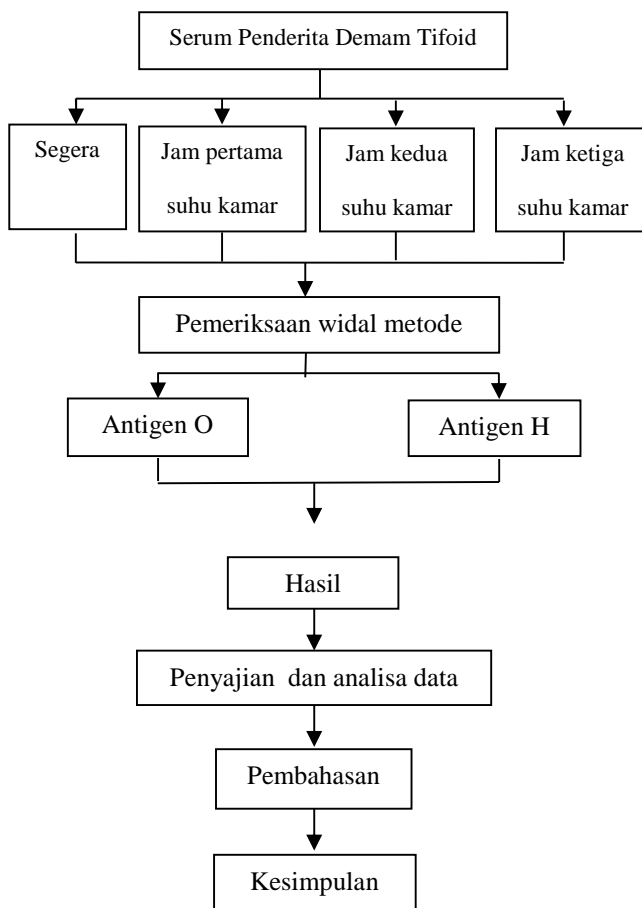 Serum Penderita Demam Tifoid
Segera
Jam pertama
suhu kamar
Jam kedua
suhu kamar
Jam ketiga
suhu kamar
Pemeriksaan widal metode
Antigen O
Antigen H
Hasil
Penyajian dan analisa data
Pembahasan
Kesimpulan